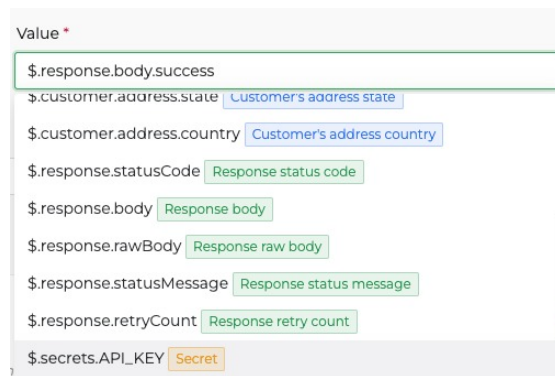 Value *
$.response.body.success
$.customer.address.state Customer's address state
$.customer.address.country Customer's address country
$.response.statusCode Response status code
$.response.body Response body
$.response.rawBody Response raw body
$.response.statusMessage Response status message
$.response.retryCount Response retry count
$.secrets.API_KEY Secret